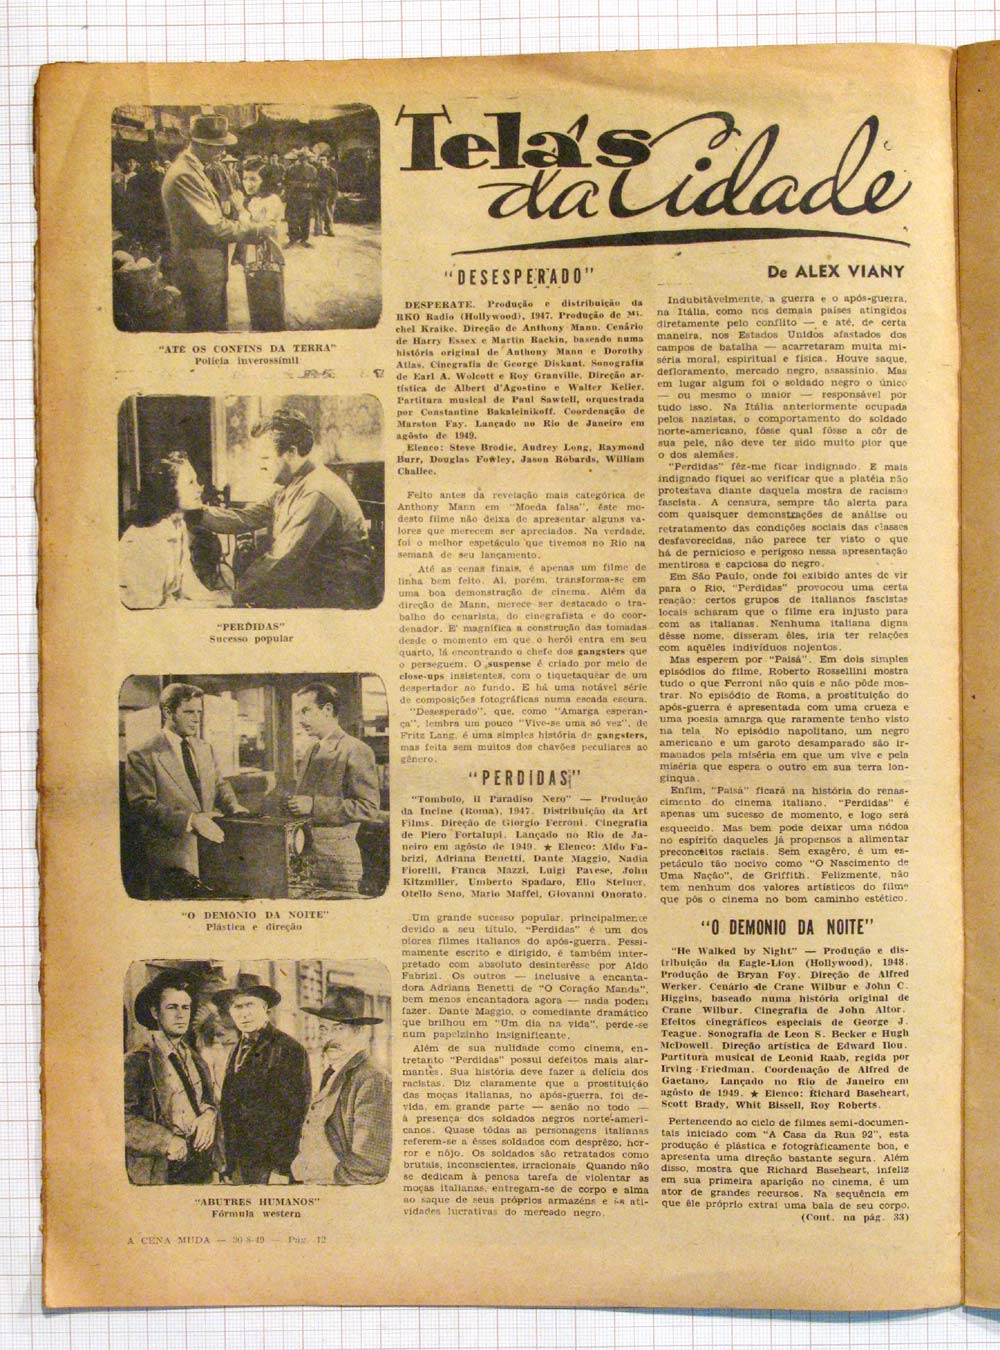 Telas
da Cidade
De ALEX VIANY
"ATÉ OS CONFINS DA TERRA"
Polícia inverossímil
"PERDIDAS"
Sucesso popular
"O DEMÔNIO DA NOITE"
Plástica e direção
"ABUTRES HUMANOS"
Fórmula western
"DESESPERADO"
DESPERATE. Produção e distribuição da
RKO Radio (Hollywood), 1947. Produção de Mi-
chel Kraike. Direção de Anthony Mann. Cenário
de Harry Essex e Martin Rackin, baseado numa
história original de Anthony Mann e Dorothy
Atlas. Cinegrafia de George Diskant. Sonografia
de Earl A. Wolcott e Roy Granville. Direção ar-
tística de Albert d'Agostino e Walter Keller.
Partitura musical de Paul Sawtell, orquestrada
por Constantine Bakaleinikoff. Coordenação de
Marston Fay. Lançado no Rio de Janeiro em
agôsto de 1949.
Elenco: Steve Brodie, Audrey Long, Raymond
Burr, Douglas Fowley, Jason Robards, William
Challee.
Feito antes da revelação mais categórica de
Anthony Mann em "Moeda falsa", êste mo-
desto filme não deixa de apresentar alguns va-
lores que merecem ser apreciados. Na verdade,
foi o melhor espetáculo que tivemos no Rio na
semana de seu lançamento.
Até as cenas finais, é apenas um filme de
linha bem feito. Aí, porém, transforma-se em
uma boa demonstração de cinema. Além da
direção de Mann, merece ser destacado o tra-
balho do cenarista, do cinegrafista e do coor-
denador. E' magnífica a construção das tomadas
desde o momento em que o herói entra em seu
quarto, lá encontrando o chefe dos gangsters que
o perseguem. O suspense é criado por meio de
close-ups insistentes, com o tiquetaquear de um
despertador ao fundo. E há uma notável série
de composições fotográficas numa escada escura.
"Desesperado", que, como "Amarga esperan-
ça", lembra um pouco "Vive-se uma só vez", de
Fritz Lang, é uma simples história de gangsters,
mas feita sem muitos dos chavões peculiares ao
gênero.
"PERDIDAS"
"Tombolo, il Paradiso Nero" — Produção
da Incine (Roma), 1947. Distribuição da Art
Films. Direção de Giorgio Ferroni. Cinegrafia
de Piero Portalupi. Lançado no Rio de Ja-
neiro em agôsto de 1949. ★ Elenco: Aldo Fa-
brizi, Adriana Benetti, Dante Maggio, Nadia
Fiorelli, Franca Mazzi, Luigi Pavese, John
Kitzmiller, Umberto Spadaro, Elio Steiner,
Otello Seno, Mario Maffei, Giovanni Onorato.
Um grande sucesso popular, principalmente
devido a seu título, "Perdidas" é um dos
piores filmes italianos do após-guerra. Pessi-
mamente escrito e dirigido, é também inter-
pretado com absoluto desinterêsse por Aldo
Fabrizi. Os outros — inclusive a encanta-
dora Adriana Benetti de "O Coração Manda",
bem menos encantadora agora — nada podem
fazer. Dante Maggio, o comediante dramático
que brilhou em "Um dia na vida", perde-se
num papelzinho insignificante.
Além de sua nulidade como cinema, en-
tretanto "Perdidas" possui defeitos mais alar-
mantes. Sua história deve fazer a delícia dos
racistas. Diz claramente que a prostituição
das moças italianas, no após-guerra, foi de-
vida, em grande parte — senão no todo —
à presença dos soldados negros norte-ameri-
canos. Quase tôdas as personagens italianas
referem-se a êsses soldados com desprêzo, hor-
ror e nôjo. Os soldados são retratados como
brutais, inconscientes, irracionais Quando não
se dedicam à penosa tarefa de violentar as
moças italianas, entregam-se de corpo e alma
ao saque de seus próprios armazéns e às ati-
vidades lucrativas do mercado negro.
Indubitàvelmente, a guerra e o após-guerra,
na Itália, como nos demais países atingidos
diretamente pelo conflito — e até, de certa
maneira, nos Estados Unidos afastados dos
campos de batalha — acarretaram muita mi-
séria moral, espiritual e física. Houve saque,
defloramento, mercado negro, assassínio. Mas
em lugar algum foi o soldado negro o único
— ou mesmo o maior — responsável por
tudo isso. Na Itália anteriormente ocupada
pelos nazistas, o comportamento do soldado
norte-americano, fôsse qual fôsse a côr de
sua pele, não deve ter sido muito pior que
o dos alemães.
"Perdidas" fêz-me ficar indignado. E mais
indignado fiquei ao verificar que a platéia não
protestava diante daquela mostra de racismo
fascista. A censura, sempre tão alerta para
com quaisquer demonstrações de análise ou
retratamento das condições sociais das classes
desfavorecidas, não parece ter visto o que
há de pernicioso e perigoso nessa apresentação
mentirosa e capciosa do negro.
Em São Paulo, onde foi exibido antes de vir
para o Rio, "Perdidas" provocou uma certa
reação: certos grupos de italianos fascistas
locais acharam que o filme era injusto para
com as italianas. Nenhuma italiana digna
dêsse nome, disseram êles, iria ter relações
com aquêles indivíduos nojentos.
Mas esperem por "Paisá". Em dois simples
episódios do filme, Roberto Rossellini mostra
tudo o que Ferroni não quis e não pôde mos-
trar. No episódio de Roma, a prostituição do
após-guerra é apresentada com uma crueza e
uma poesia amarga que raramente tenho visto
na tela. No episódio napolitano, um negro
americano e um garoto desamparado são ir-
manados pela miséria em que um vive e pela
miséria que espera o outro em sua terra lon-
gínqua.
Enfim, "Paisá" ficará na história do renas-
cimento do cinema italiano. "Perdidas" é
apenas um sucesso de momento, e logo será
esquecido. Mas bem pode deixar uma nódoa
no espírito daqueles já propensos a alimentar
preconceitos raciais. Sem exagêro, é um es-
petáculo tão nocivo como "O Nascimento de
Uma Nação", de Griffith. Felizmente, não
tem nenhum dos valores artísticos do filme
que pôs o cinema no bom caminho estético.
"O DEMONIO DA NOITE"
"He Walked by Night" — Produção e dis-
tribuição da Eagle-Lion (Hollywood), 1948.
Produção de Bryan Foy. Direção de Alfred
Werker. Cenário de Crane Wilbur e John C.
Higgins, baseado numa história original de
Crane Wilbur. Cinegrafia de John Altor.
Efeitos cinegráficos especiais de George J.
Teague. Sonografia de Leon S. Becker e Hugh
McDowell. Direção artística de Edward Ilou.
Partitura musical de Leonid Raab, regida por
Irving Friedman. Coordenação de Alfred de
Gaetano. Lançado no Rio de Janeiro em
agôsto de 1949. ★ Elenco: Richard Baseheart,
Scott Brady, Whit Bissell, Roy Roberts.
Pertencendo ao ciclo de filmes semi-documen-
tais iniciado com "A Casa da Rua 92", esta
produção é plástica e fotogràficamente boa, e
apresenta uma direção bastante segura. Além
disso, mostra que Richard Baseheart, infeliz
em sua primeira aparição no cinema, é um
ator de grandes recursos. Na sequência em
que êle próprio extrai uma bala de seu corpo,
(Cont. na pág. 33)
A CENA MUDA — 30-8-49 — Pág. 12